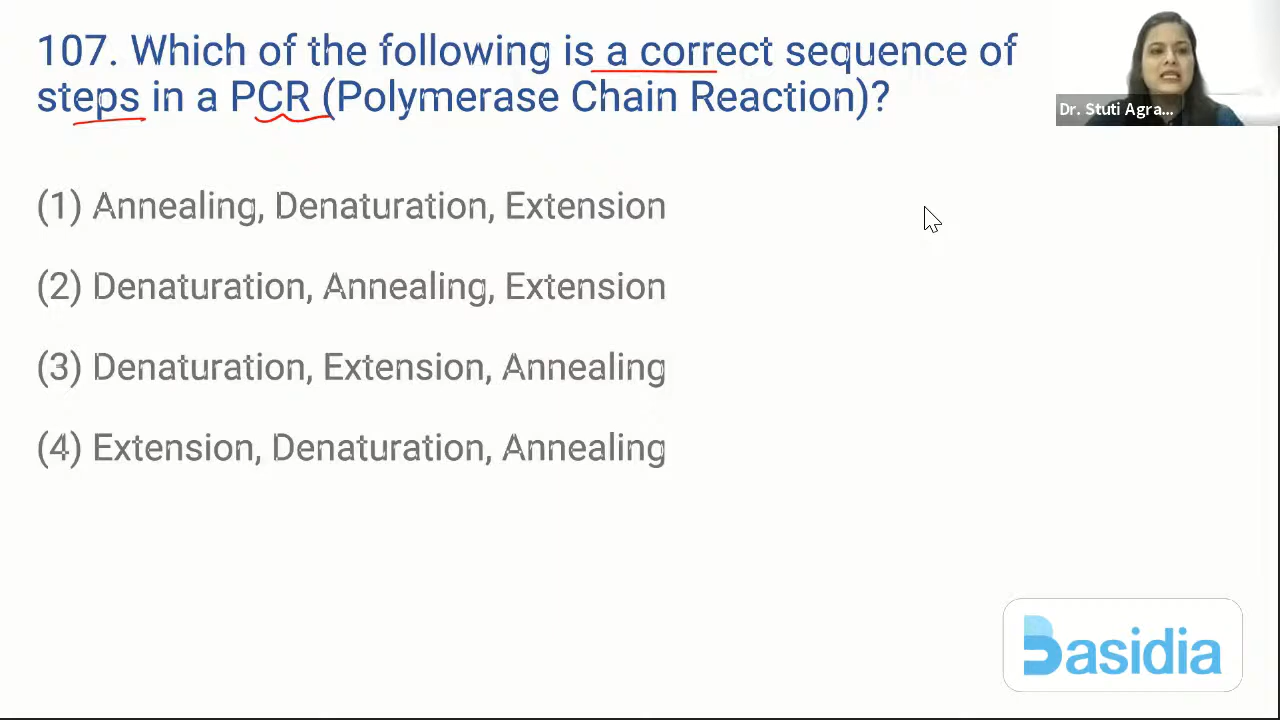 107. Which of the following is a correct sequence of
steps in a PCR (Polymerase Chain Reaction)?
Dr. Stuti Agra...
(1) Annealing, Denaturation, Extension
(2) Denaturation, Annealing, Extension
(3) Denaturation, Extension, Annealing
(4) Extension, Denaturation, Annealing
Basidia